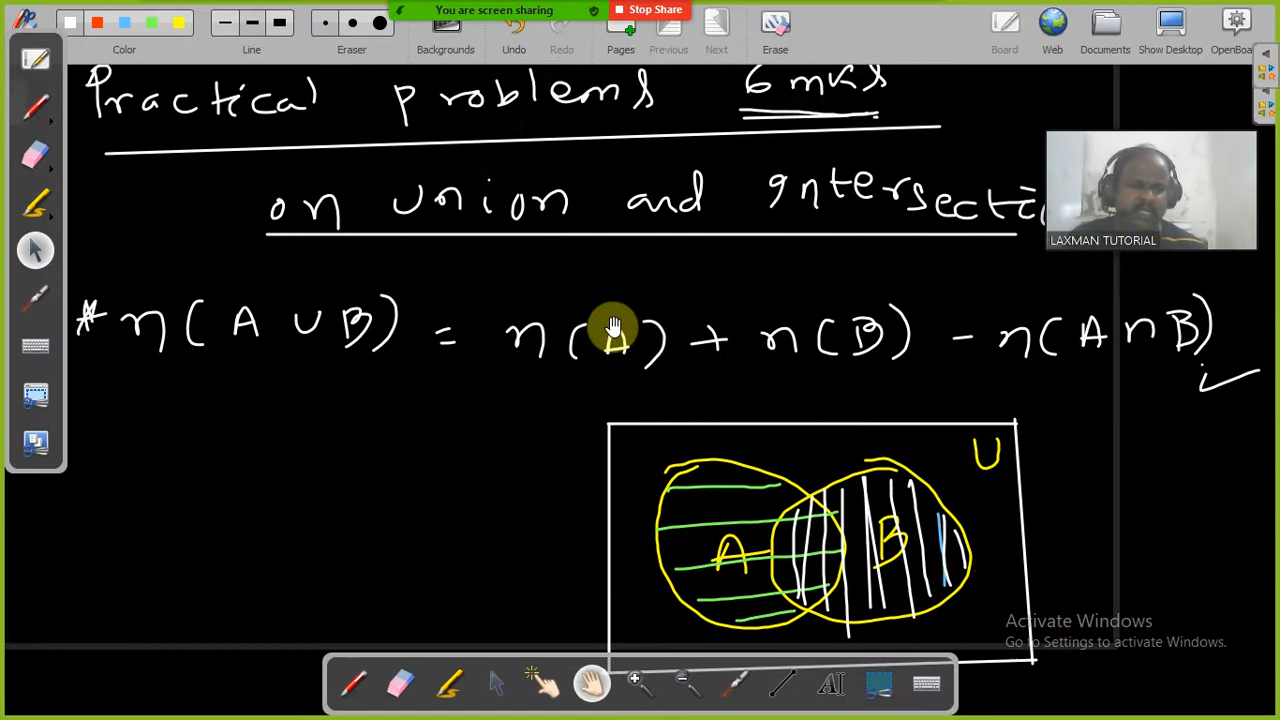 You are screen sharing Stop Share
Color Line Eraser Backgrounds Undo Redo Pages Previous Next Erase Board Web Documents Show Desktop OpenBoa
Practical problems 6 mks
on union and intersecti
LAXMAN TUTORIAL
* n(A ∪ B) = n(A) + n(B) - n(A ∩ B)
U
A B
Activate Windows
Go to Settings to activate Windows.
AI